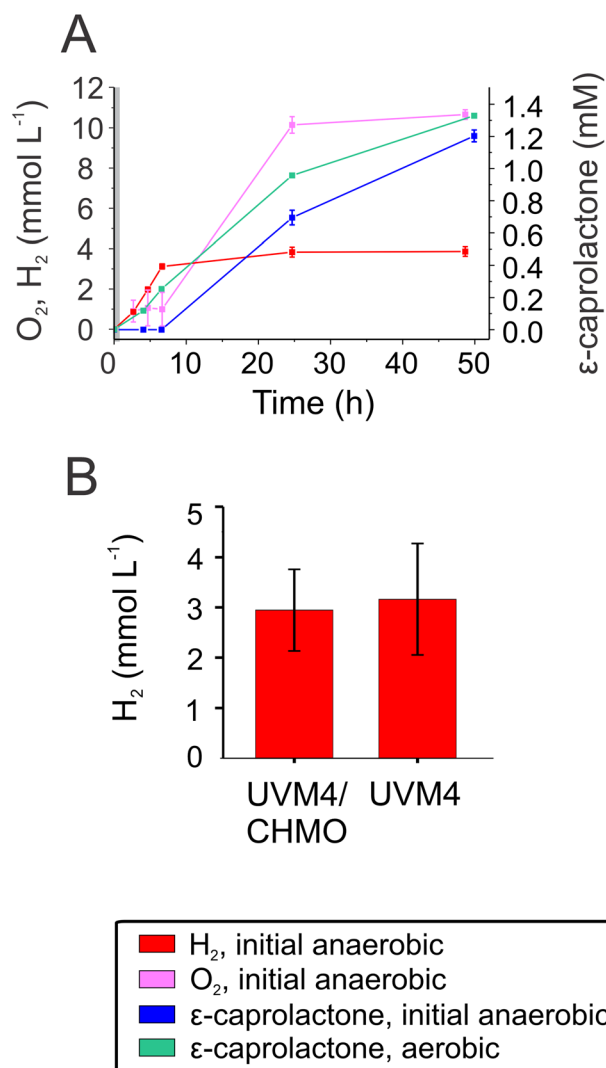 A
O₂, H₂ (mmol L⁻¹)
12
10
8
6
4
2
0
1.4
1.2
1.0
0.8
0.6
0.4
0.2
0.0
ε-caprolactone (mM)
0 10 20 30 40 50
Time (h)
B
H₂ (mmol L⁻¹)
5
4
3
2
1
0
UVM4/ UVM4
CHMO
H₂, initial anaerobic
O₂, initial anaerobic
ε-caprolactone, initial anaerobic
ε-caprolactone, aerobic